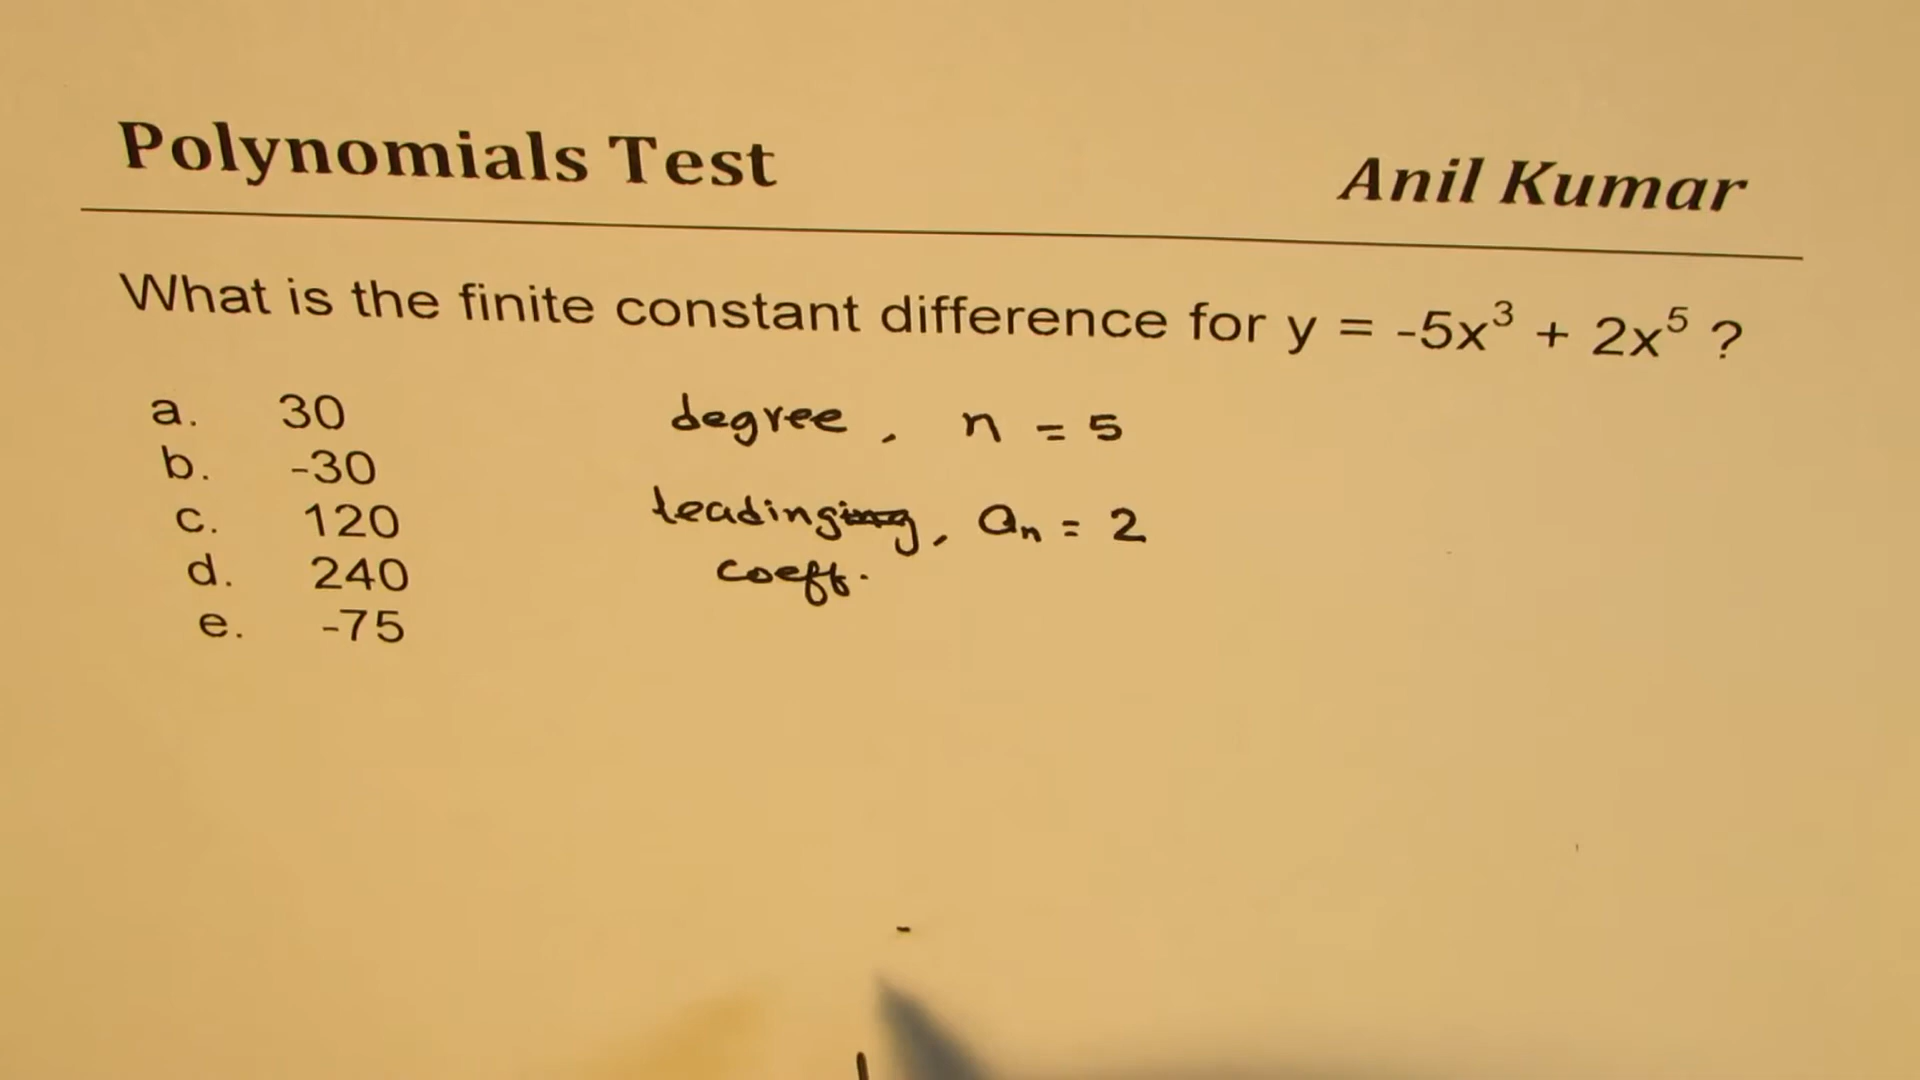 Polynomials Test
Anil Kumar
What is the finite constant difference for y = -5x³ + 2x⁵ ?
a. 30
b. -30
c. 120
d. 240
e. -75
degree, n = 5
leading, aₙ = 2
coeff.